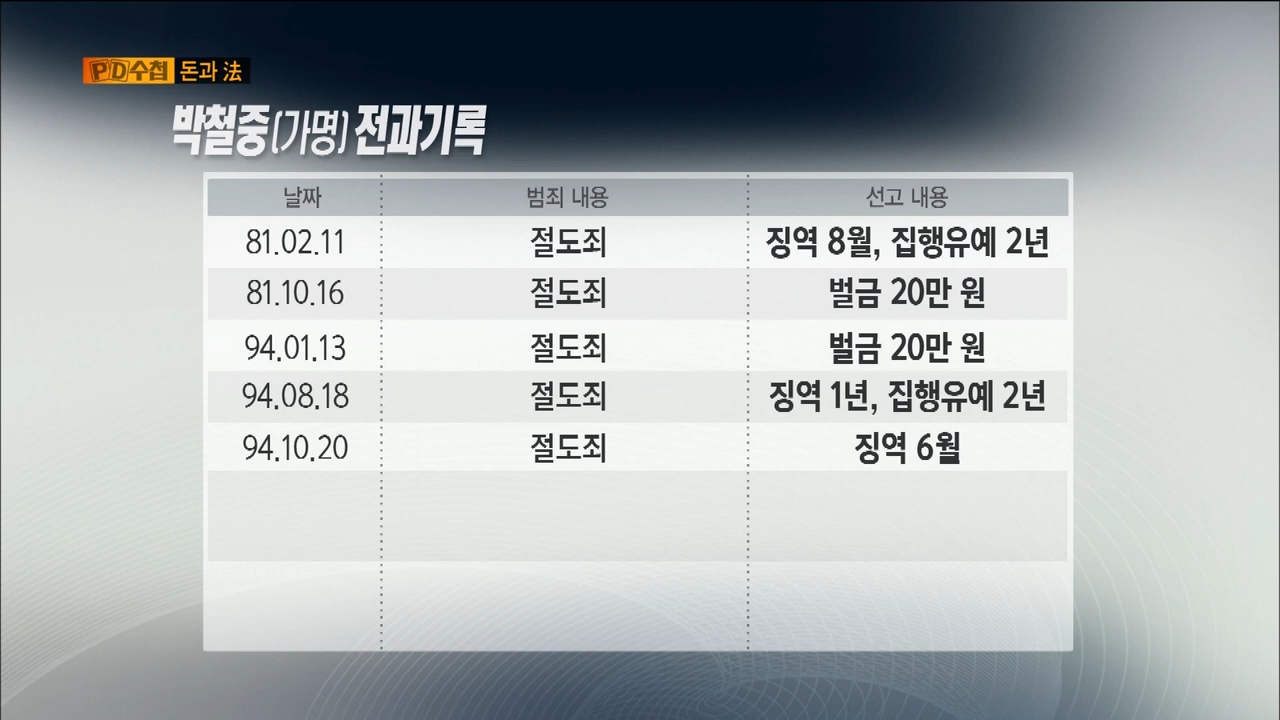 PD수첩 돈과 法
박철중(가명) 전과기록
날짜 범죄 내용 선고 내용
81.02.11 절도죄 징역 8월, 집행유예 2년
81.10.16 절도죄 벌금 20만 원
94.01.13 절도죄 벌금 20만 원
94.08.18 절도죄 징역 1년, 집행유예 2년
94.10.20 절도죄 징역 6월